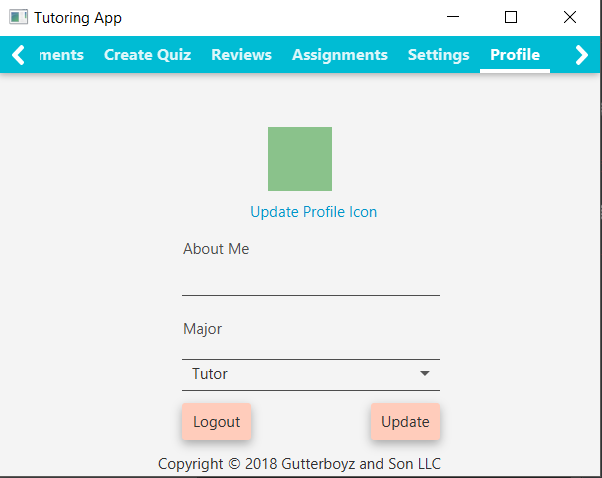 Tutoring App
ments Create Quiz Reviews Assignments Settings Profile
Update Profile Icon
About Me
Major
Tutor
Logout Update
Copyright © 2018 Gutterboyz and Son LLC